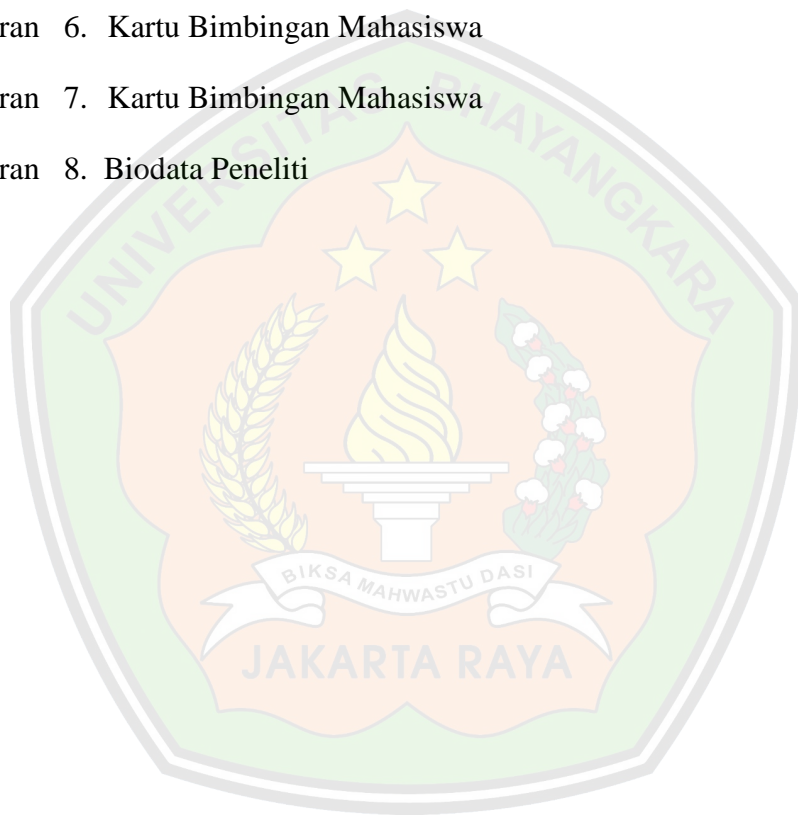 ran 6. Kartu Bimbingan Mahasiswa
ran 7. Kartu Bimbingan Mahasiswa
ran 8. Biodata Peneliti
UNIVERSITAS BHAYANGKARA
BIKSA MAHWASTU DASI
JAKARTA RAYA